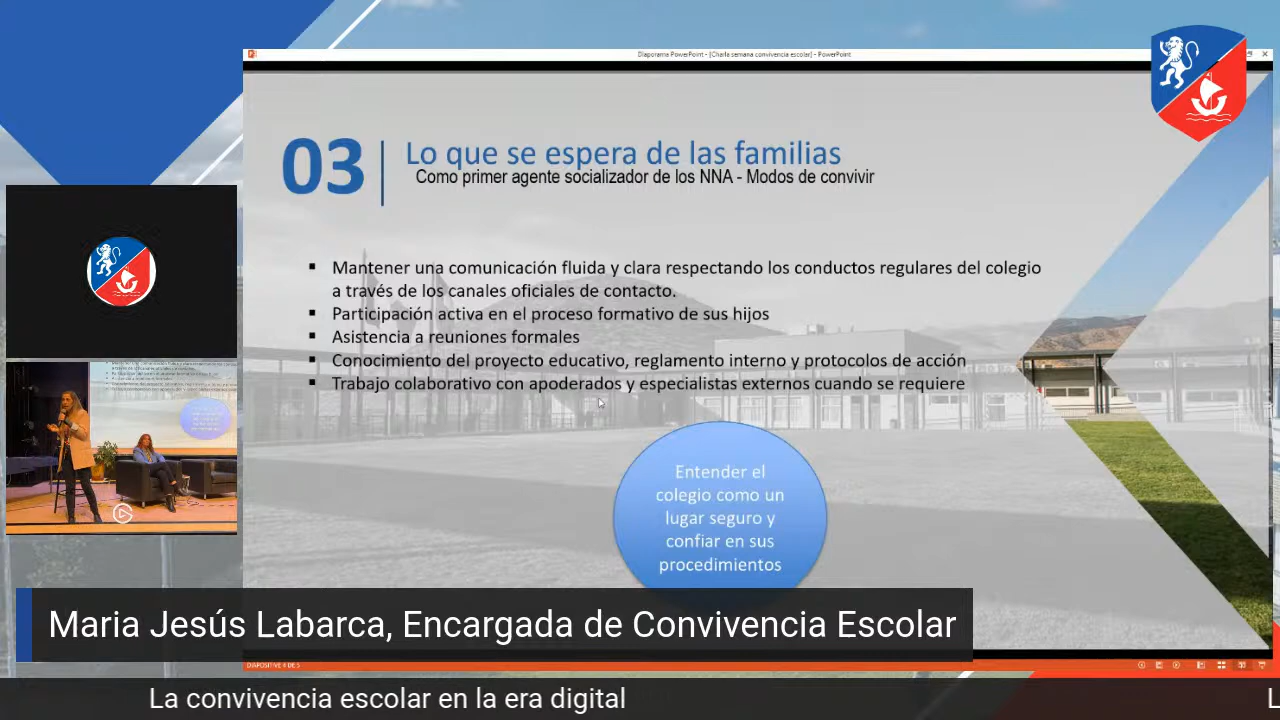 Diaporama PowerPoint - [Charla semana convivencia escolar] - PowerPoint
03
Lo que se espera de las familias
Como primer agente socializador de los NNA - Modos de convivir
▪ Mantener una comunicación fluida y clara respectando los conductos regulares del colegio
a través de los canales oficiales de contacto.
▪ Participación activa en el proceso formativo de sus hijos
▪ Asistencia a reuniones formales
▪ Conocimiento del proyecto educativo, reglamento interno y protocolos de acción
▪ Trabajo colaborativo con apoderados y especialistas externos cuando se requiere
Entender el
colegio como un
lugar seguro y
confiar en sus
procedimientos
Maria Jesús Labarca, Encargada de Convivencia Escolar
DIAPOSITIVE 4 DE 5
La convivencia escolar en la era digital
L